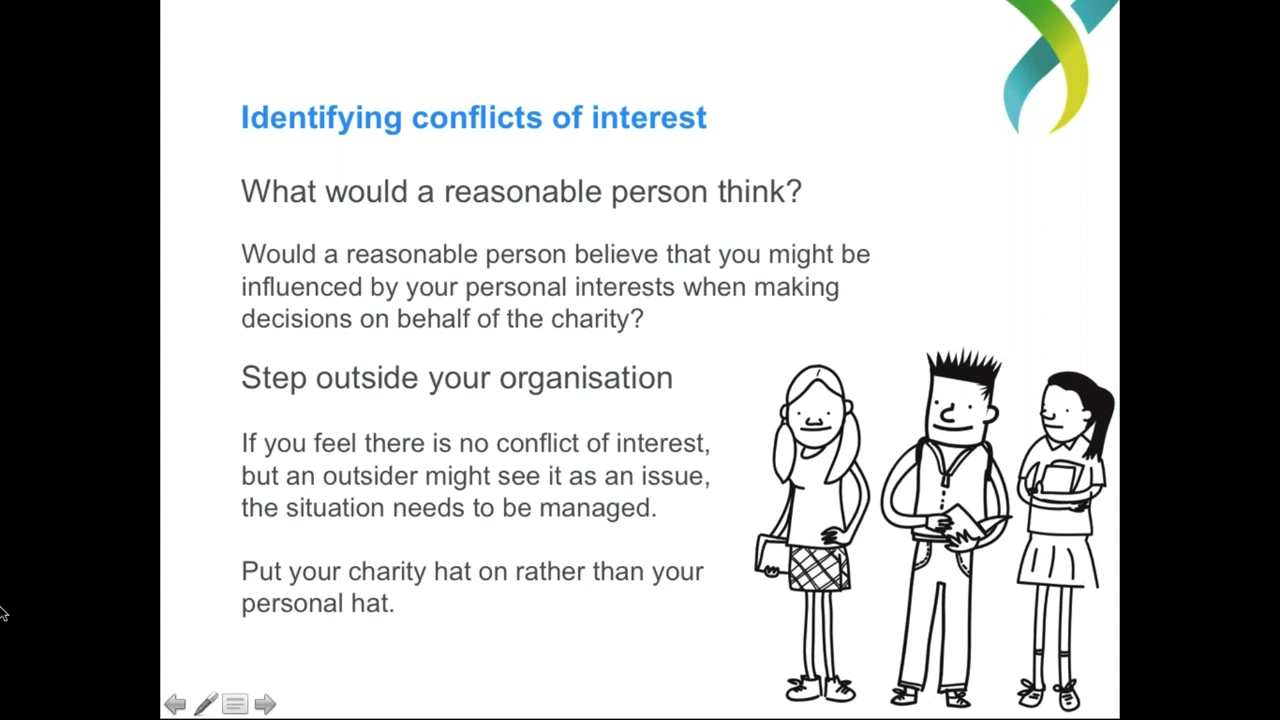 Identifying conflicts of interest
What would a reasonable person think?
Would a reasonable person believe that you might be
influenced by your personal interests when making
decisions on behalf of the charity?
Step outside your organisation
If you feel there is no conflict of interest,
but an outsider might see it as an issue,
the situation needs to be managed.
Put your charity hat on rather than your
personal hat.